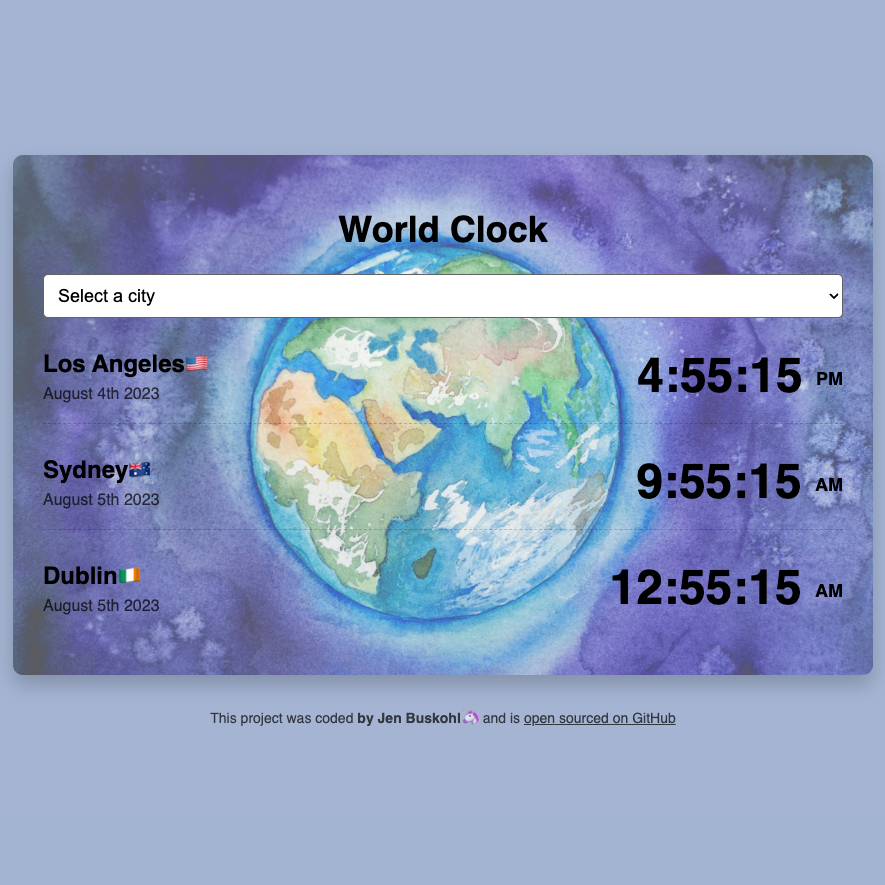 World Clock
Select a city
Los Angeles🇺🇸
August 4th 2023
4:55:15 PM
Sydney🇦🇺
August 5th 2023
9:55:15 AM
Dublin🇮🇪
August 5th 2023
12:55:15 AM
This project was coded by Jen Buskohl🦄 and is open sourced on GitHub